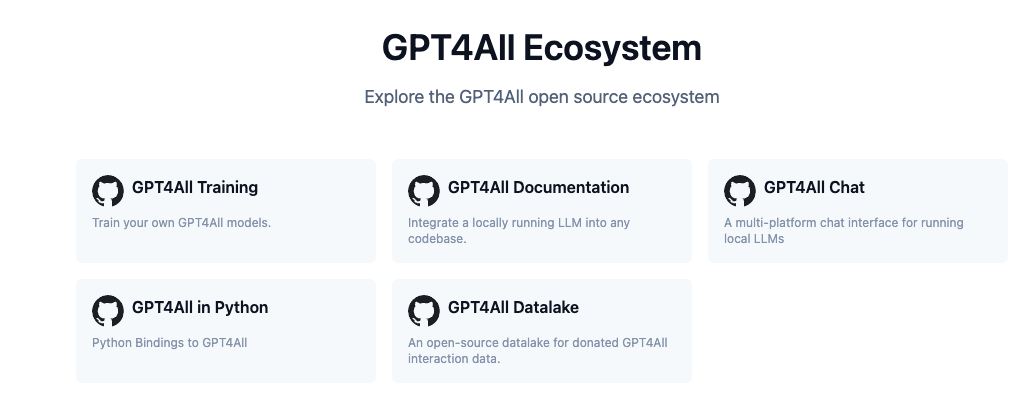 GPT4All Ecosystem
Explore the GPT4All open source ecosystem
GPT4All Training
Train your own GPT4All models.
GPT4All Documentation
Integrate a locally running LLM into any
codebase.
GPT4All Chat
A multi-platform chat interface for running
local LLMs
GPT4All in Python
Python Bindings to GPT4All
GPT4All Datalake
An open-source datalake for donated GPT4All
interaction data.